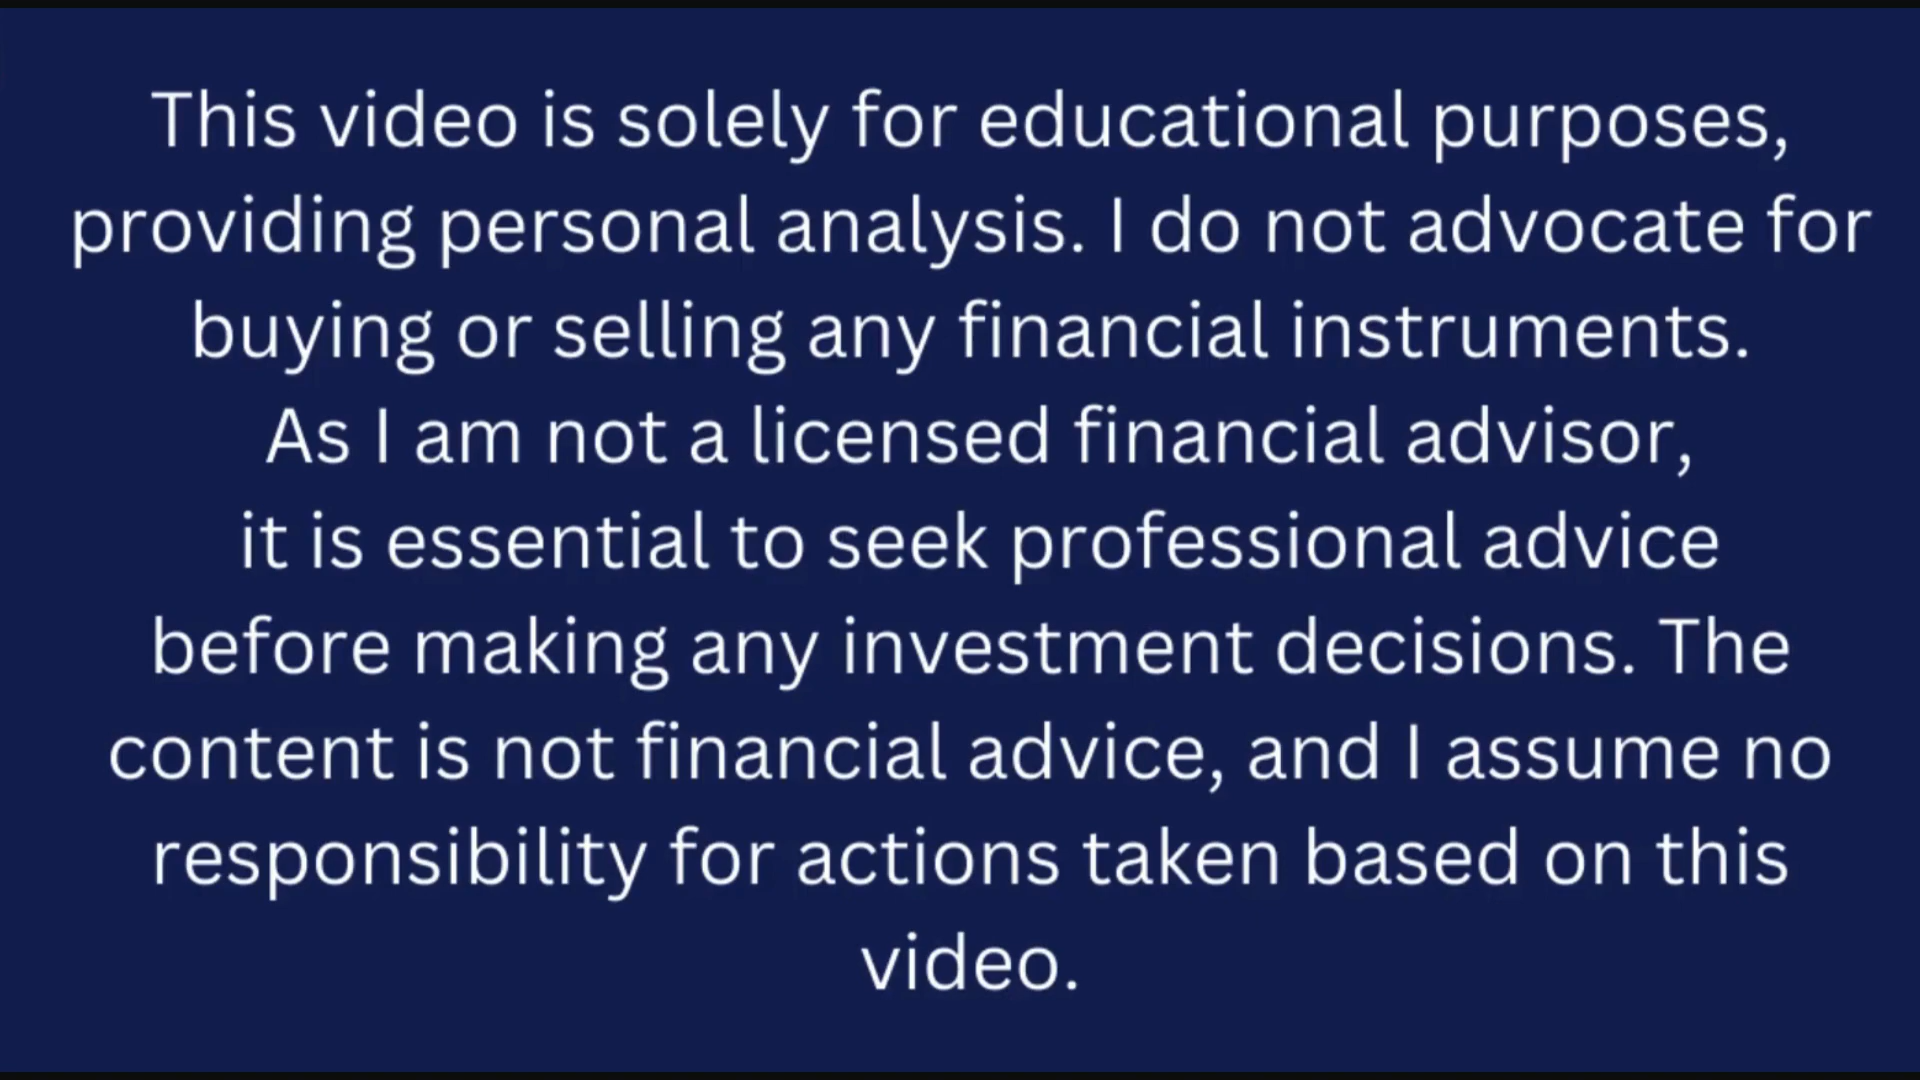 This video is solely for educational purposes,
providing personal analysis. I do not advocate for
buying or selling any financial instruments.
As I am not a licensed financial advisor,
it is essential to seek professional advice
before making any investment decisions. The
content is not financial advice, and I assume no
responsibility for actions taken based on this
video.